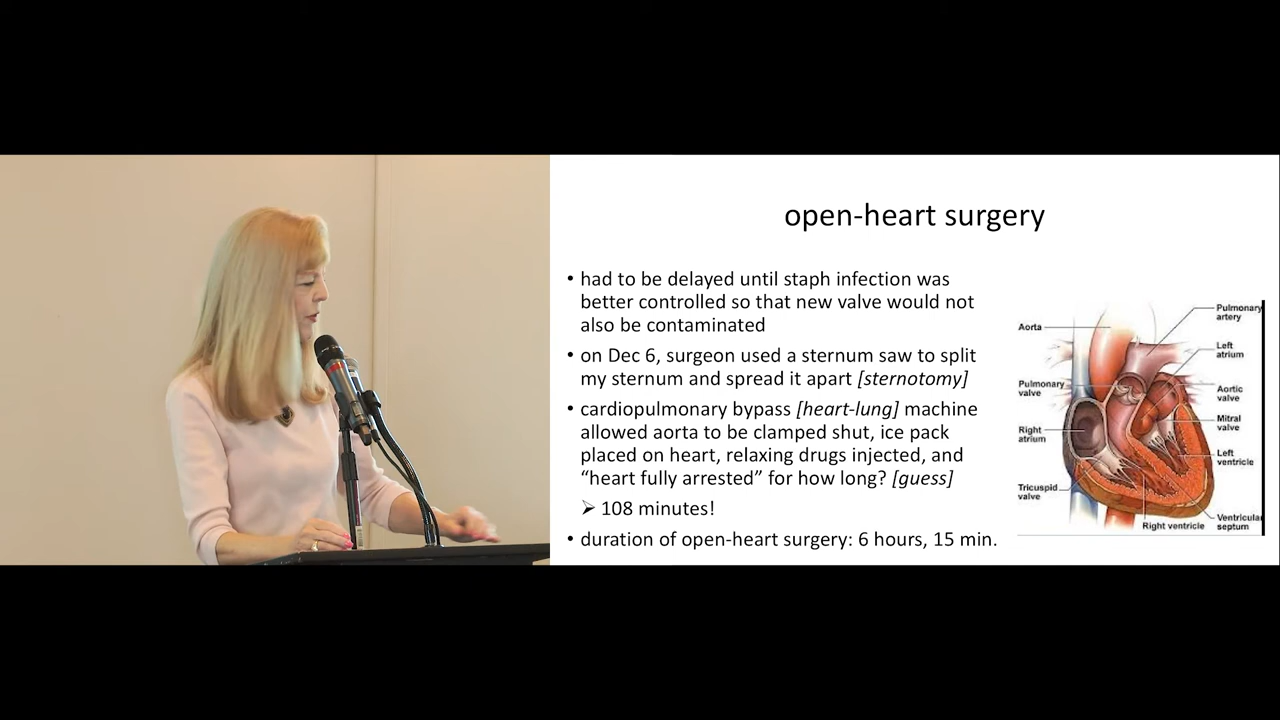 open-heart surgery
• had to be delayed until staph infection was
better controlled so that new valve would not
also be contaminated
• on Dec 6, surgeon used a sternum saw to split
my sternum and spread it apart [sternotomy]
• cardiopulmonary bypass [heart-lung] machine
allowed aorta to be clamped shut, ice pack
placed on heart, relaxing drugs injected, and
“heart fully arrested” for how long? [guess]
➢ 108 minutes!
• duration of open-heart surgery: 6 hours, 15 min.
Aorta
Pulmonary
valve
Right
atrium
Tricuspid
valve
Right ventricle
Pulmonary
artery
Left
atrium
Aortic
valve
Mitral
valve
Left
ventricle
Ventricular
septum